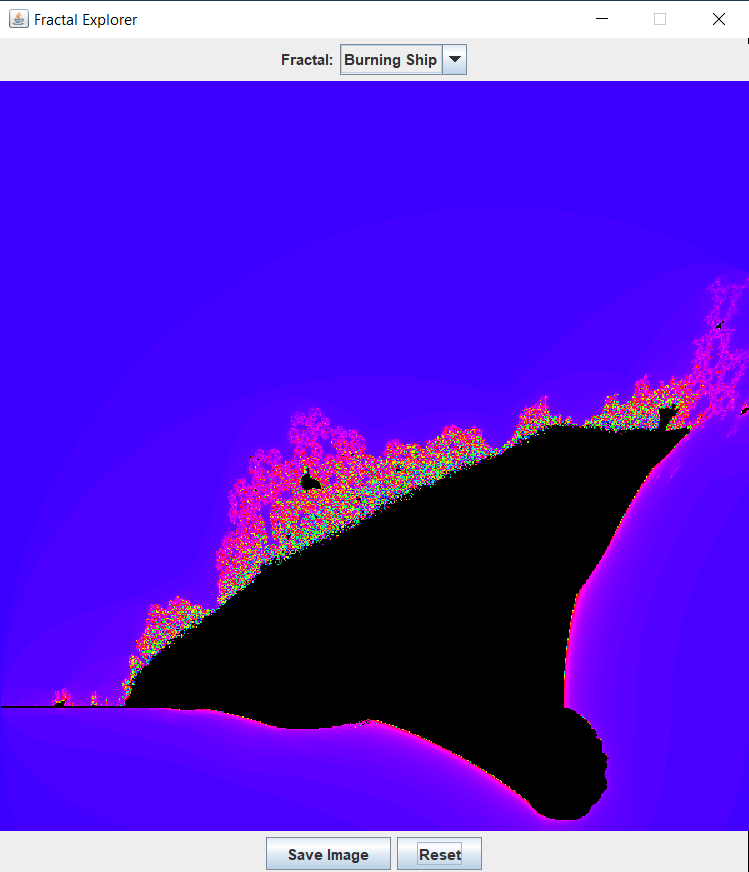 Fractal Explorer
Fractal: Burning Ship
Save Image Reset